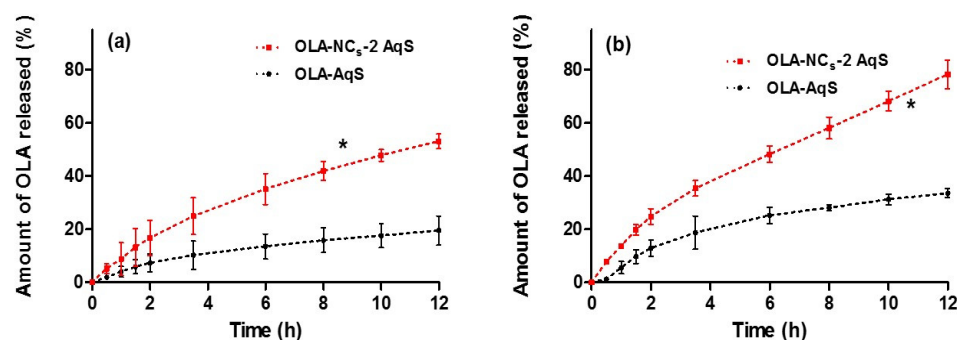 Amount of OLA released (%)
(a)
OLA-NCs-2 AqS
OLA-AqS
80
60
*
40
20
0
0 2 4 6 8 10 12
Time (h)
Amount of OLA released (%)
(b)
OLA-NCs-2 AqS
OLA-AqS
80
60
*
40
20
0
0 2 4 6 8 10 12
Time (h)